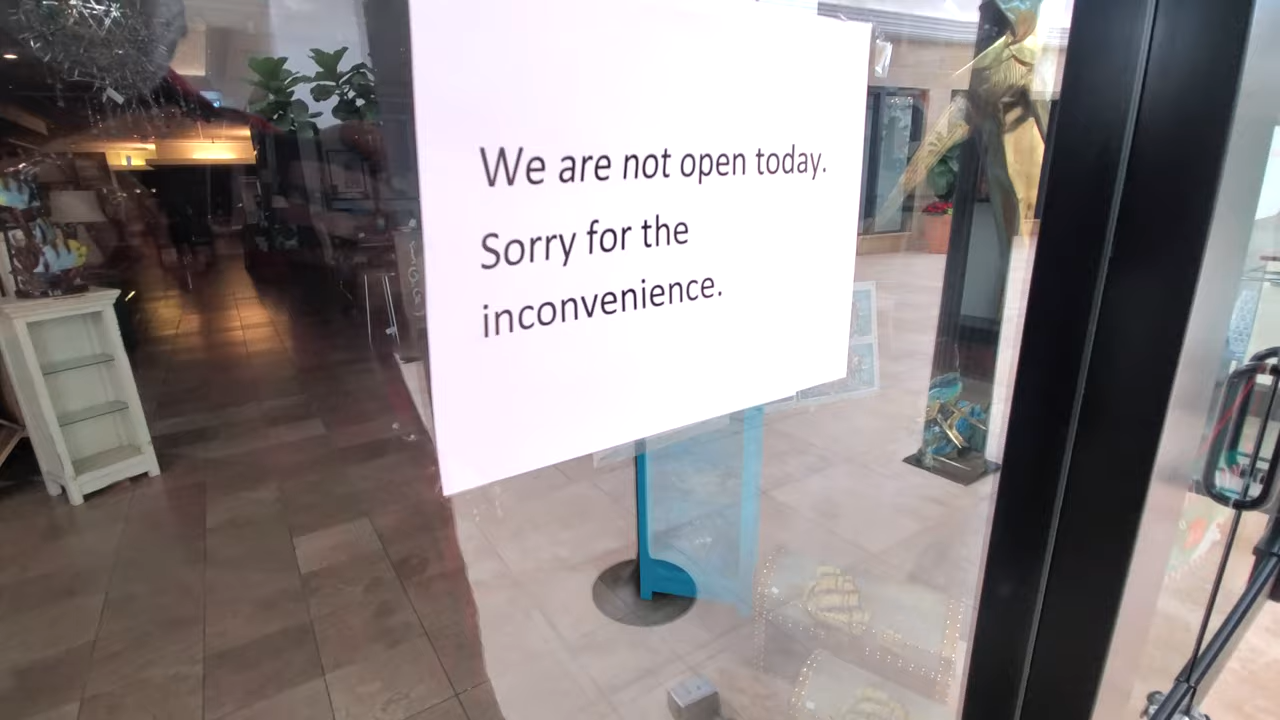 We are not open today.
Sorry for the
inconvenience.